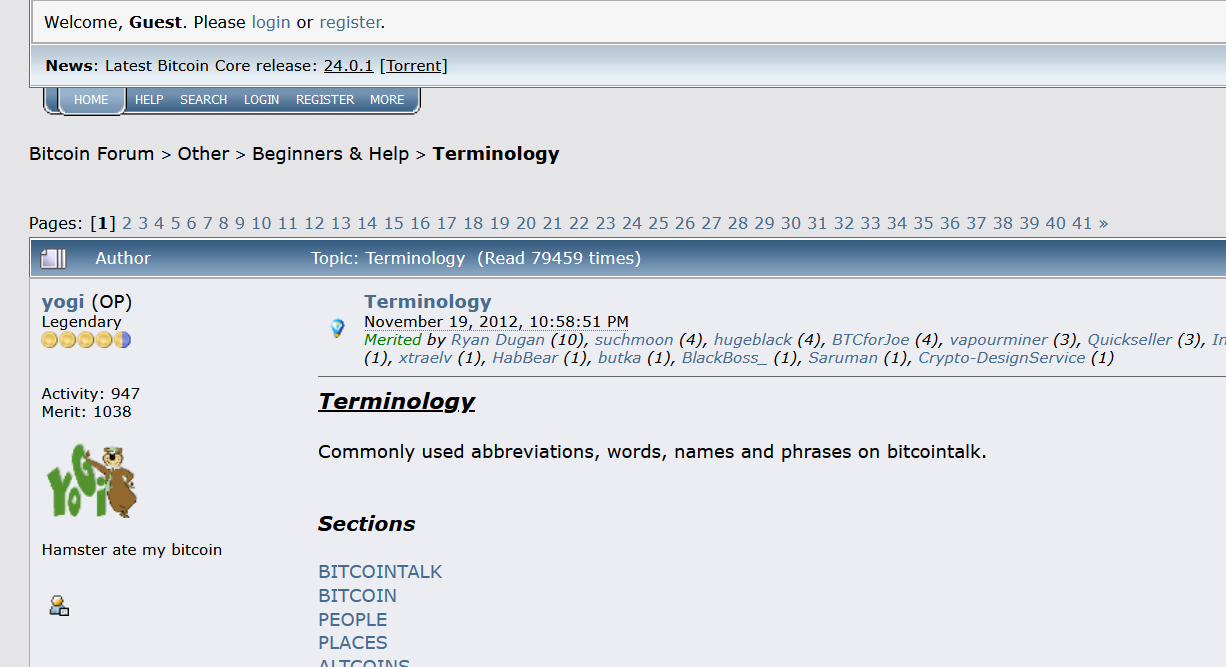 Welcome, Guest. Please login or register.
News: Latest Bitcoin Core release: 24.0.1 [Torrent]
HOME HELP SEARCH LOGIN REGISTER MORE
Bitcoin Forum > Other > Beginners & Help > Terminology
Pages: [1] 2 3 4 5 6 7 8 9 10 11 12 13 14 15 16 17 18 19 20 21 22 23 24 25 26 27 28 29 30 31 32 33 34 35 36 37 38 39 40 41 »
Author Topic: Terminology (Read 79459 times)
yogi (OP)
Legendary
Activity: 947
Merit: 1038
YOGi
Hamster ate my bitcoin
Terminology
November 19, 2012, 10:58:51 PM
Merited by Ryan Dugan (10), suchmoon (4), hugeblack (4), BTCforJoe (4), vapourminer (3), Quickseller (3), In
(1), xtraelv (1), HabBear (1), butka (1), BlackBoss_ (1), Saruman (1), Crypto-DesignService (1)
Terminology
Commonly used abbreviations, words, names and phrases on bitcointalk.
Sections
BITCOINTALK
BITCOIN
PEOPLE
PLACES
ALTCOINS